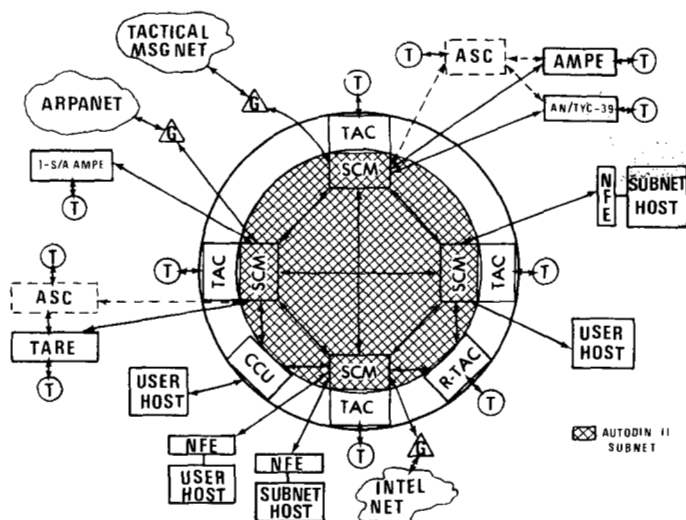 TACTICAL
MSG NET
G
ARPANET
G
1-S/A AMPE
T
T
TAC
SCM
T
ASC
AMPE
T
AN/TYC-39
T
NFE
SUBNET
HOST
T
ASC
TARE
T
T
TAC
SCM
SCM
TAC
T
USER
HOST
CCU
SCM
TAC
R-TAC
T
T
USER
HOST
NFE
USER
HOST
NFE
SUBNET
HOST
G
INTEL
NET
AUTODIN II
SUBNET